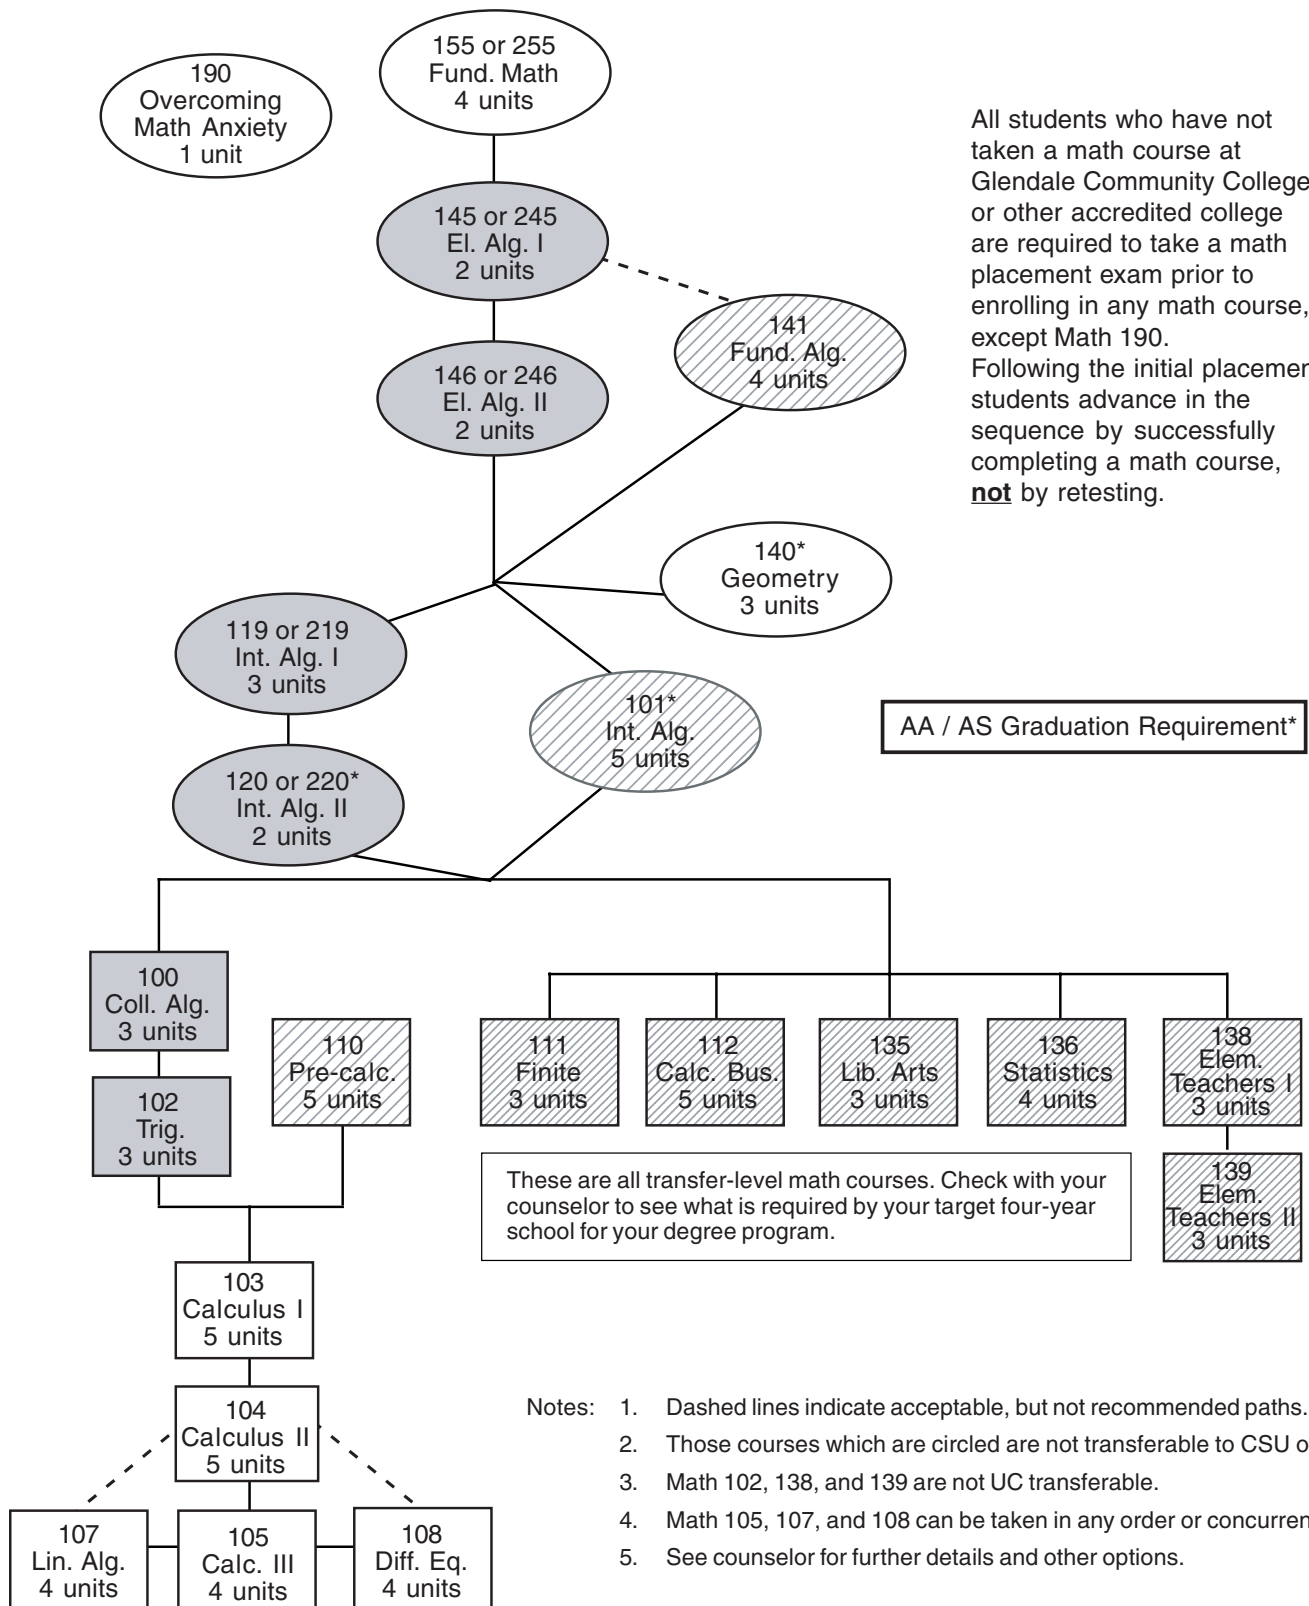 190
Overcoming
Math Anxiety
1 unit
155 or 255
Fund. Math
4 units
All students who have not
taken a math course at
Glendale Community College
or other accredited college
are required to take a math
placement exam prior to
enrolling in any math course,
except Math 190.
Following the initial placemen
students advance in the
sequence by successfully
completing a math course,
not by retesting.
145 or 245
El. Alg. I
2 units
141
Fund. Alg.
4 units
146 or 246
El. Alg. II
2 units
140*
Geometry
3 units
119 or 219
Int. Alg. I
3 units
101*
Int. Alg.
5 units
AA / AS Graduation Requirement*
120 or 220*
Int. Alg. II
2 units
100
Coll. Alg.
3 units
102
Trig.
3 units
110
Pre-calc.
5 units
111
Finite
3 units
112
Calc. Bus.
5 units
135
Lib. Arts
3 units
136
Statistics
4 units
138
Elem.
Teachers I
3 units
139
Elem.
Teachers II
3 units
These are all transfer-level math courses. Check with your
counselor to see what is required by your target four-year
school for your degree program.
103
Calculus I
5 units
104
Calculus II
5 units
107
Lin. Alg.
4 units
105
Calc. III
4 units
108
Diff. Eq.
4 units
Notes: 1. Dashed lines indicate acceptable, but not recommended paths.
2. Those courses which are circled are not transferable to CSU o
3. Math 102, 138, and 139 are not UC transferable.
4. Math 105, 107, and 108 can be taken in any order or concurren
5. See counselor for further details and other options.